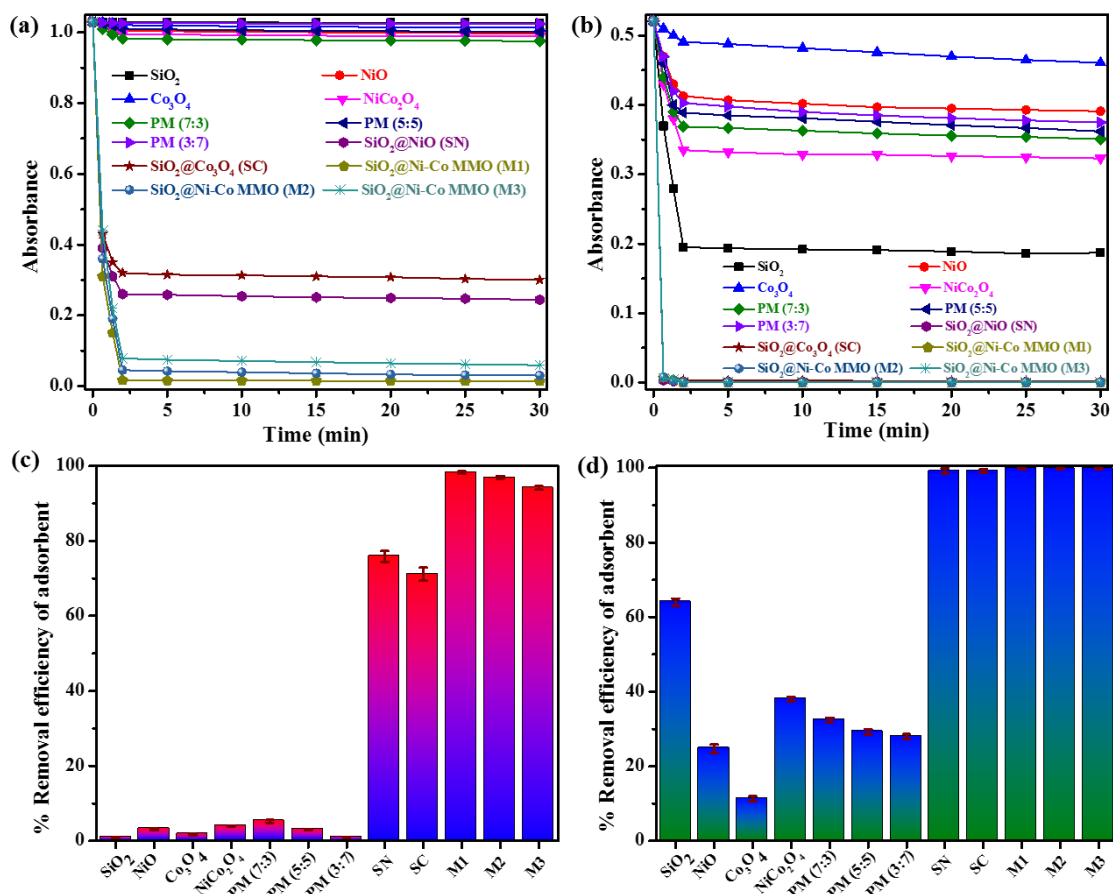 (a)
1.0
0.8
0.6
0.4
0.2
0.0
Absorbance
SiO2 NiO
Co3O4 NiCo2O4
PM (7:3) PM (5:5)
PM (3:7) SiO2@NiO (SN)
SiO2@Co3O4 (SC) SiO2@Ni-Co MMO (M1)
SiO2@Ni-Co MMO (M2) SiO2@Ni-Co MMO (M3)
0 5 10 15 20 25 30
Time (min)
(b)
0.5
0.4
0.3
0.2
0.1
0.0
Absorbance
SiO2 NiO
Co3O4 NiCo2O4
PM (7:3) PM (5:5)
PM (3:7) SiO2@NiO (SN)
SiO2@Co3O4 (SC) SiO2@Ni-Co MMO (M1)
SiO2@Ni-Co MMO (M2) SiO2@Ni-Co MMO (M3)
0 5 10 15 20 25 30
Time (min)
(c)
100
80
60
40
20
0
% Removal efficiency of adsorbent
SiO2 NiO Co3O4 NiCo2O4 PM (7:3) PM (5:5) PM (3:7) SN SC M1 M2 M3
(d)
100
80
60
40
20
0
% Removal efficiency of adsorbent
SiO2 NiO Co3O4 NiCo2O4 PM (7:3) PM (5:5) PM (3:7) SN SC M1 M2 M3